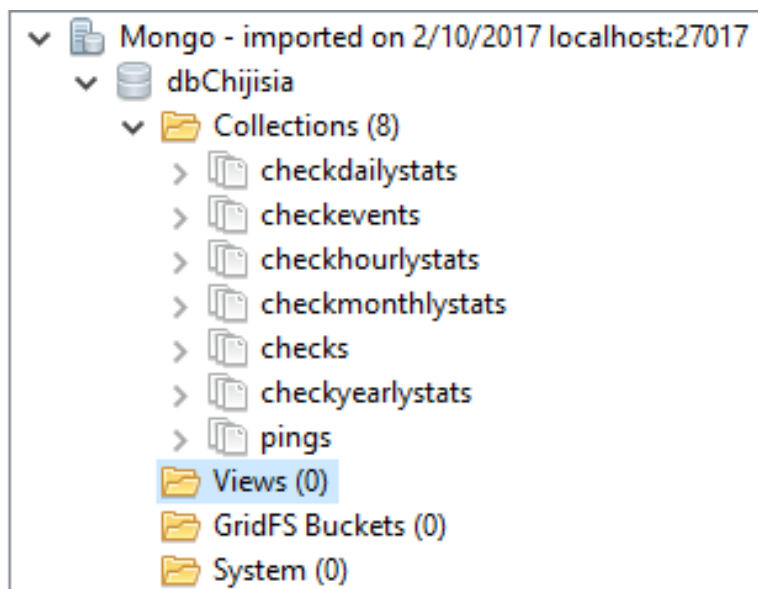 Mongo - imported on 2/10/2017 localhost:27017
dbChijisia
Collections (8)
checkdailystats
checkevents
checkhourlystats
checkmonthlystats
checks
checkyearlystats
pings
Views (0)
GridFS Buckets (0)
System (0)